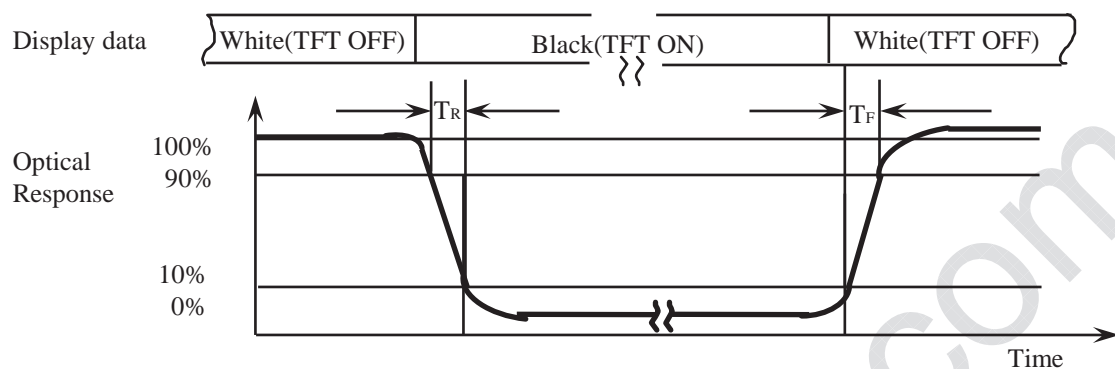 Display data
White(TFT OFF)
Black(TFT ON)
White(TFT OFF)
TR
TF
Optical
Response
100%
90%
10%
0%
Time
com